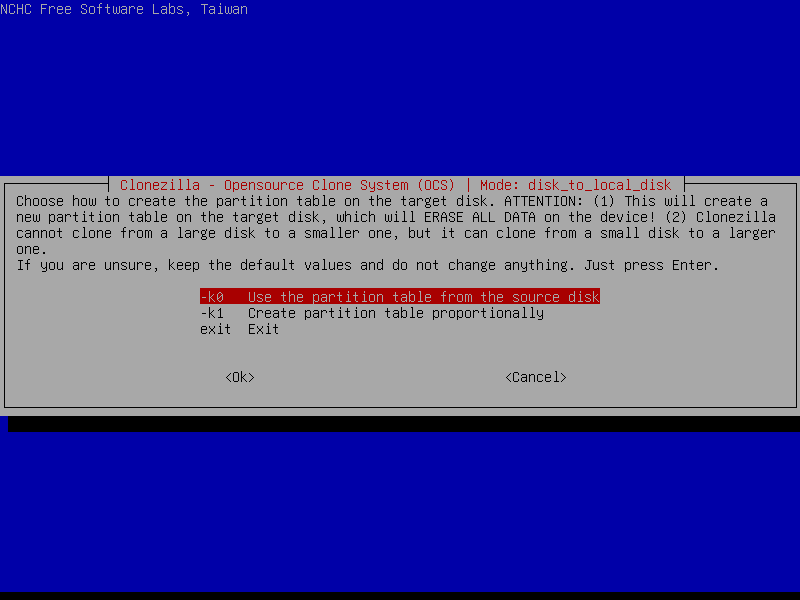 NCHC Free Software Labs, Taiwan
Clonezilla - Opensource Clone System (OCS) | Mode: disk_to_local_disk
Choose how to create the partition table on the target disk. ATTENTION: (1) This will create a
new partition table on the target disk, which will ERASE ALL DATA on the device! (2) Clonezilla
cannot clone from a large disk to a smaller one, but it can clone from a small disk to a larger
one.
If you are unsure, keep the default values and do not change anything. Just press Enter.
-k0 Use the partition table from the source disk
-k1 Create partition table proportionally
exit Exit
<Ok> <Cancel>